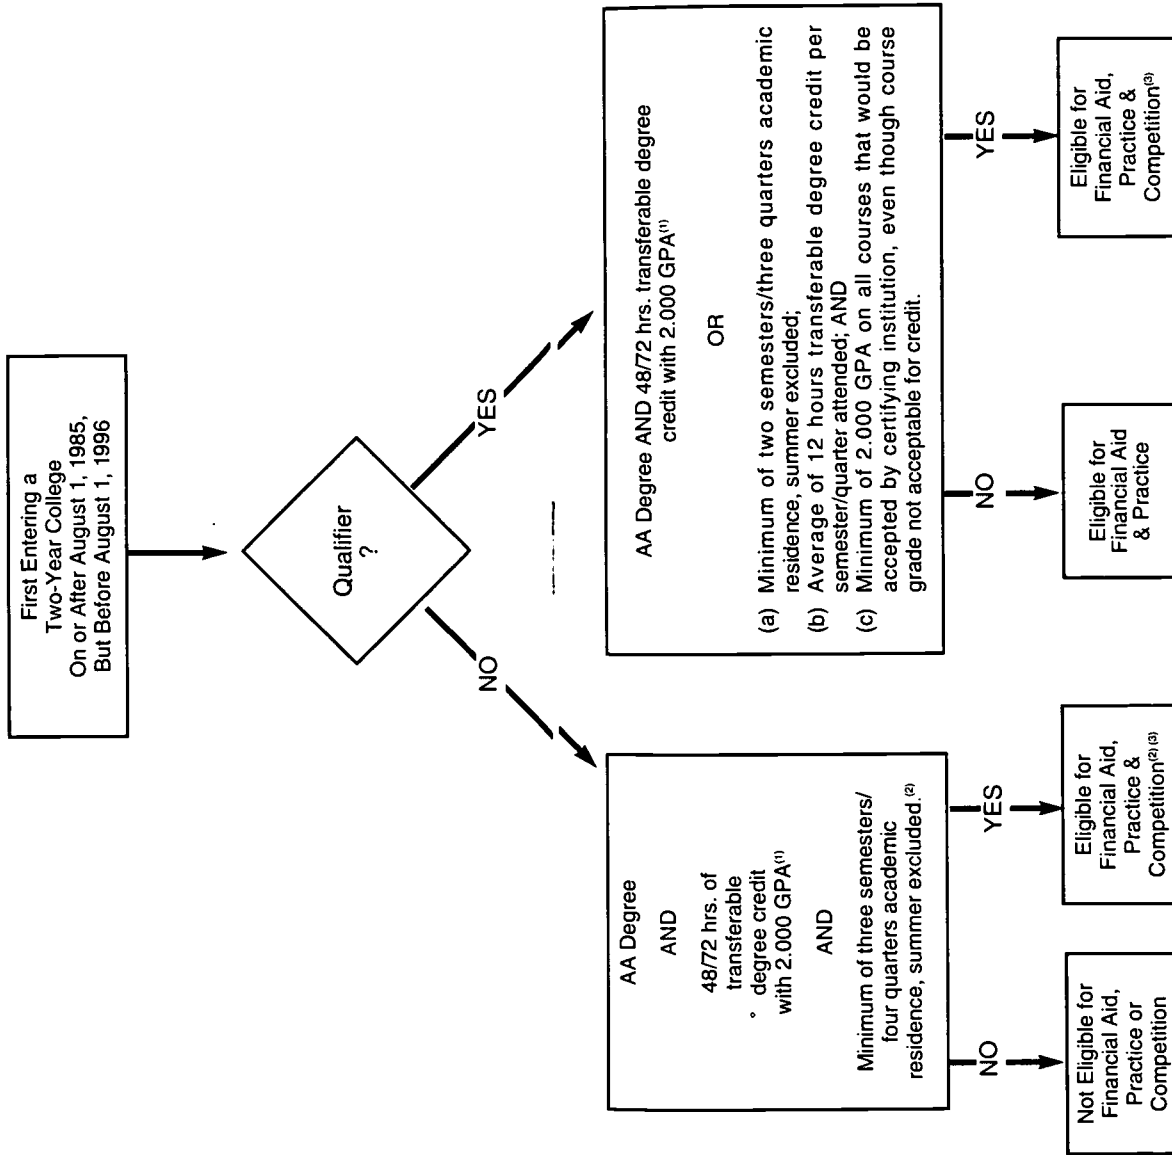 First Entering a
Two-Year College
On or After August 1, 1985,
But Before August 1, 1996
Qualifier
?
NO
YES
AA Degree
AND
48/72 hrs. of
transferable
° degree credit
with 2.000 GPA(1)
AND
Minimum of three semesters/
four quarters academic
residence, summer excluded.(2)
AA Degree AND 48/72 hrs. transferable degree
credit with 2.000 GPA(1)
OR
(a) Minimum of two semesters/three quarters academic
residence, summer excluded;
(b) Average of 12 hours transferable degree credit per
semester/quarter attended; AND
(c) Minimum of 2.000 GPA on all courses that would be
accepted by certifying institution, even though course
grade not acceptable for credit.
NO
YES
NO
YES
Not Eligible for
Financial Aid,
Practice or
Competition
Eligible for
Financial Aid,
Practice &
Competition(2) (3)
Eligible for
Financial Aid
& Practice
Eligible for
Financial Aid,
Practice &
Competition(3)